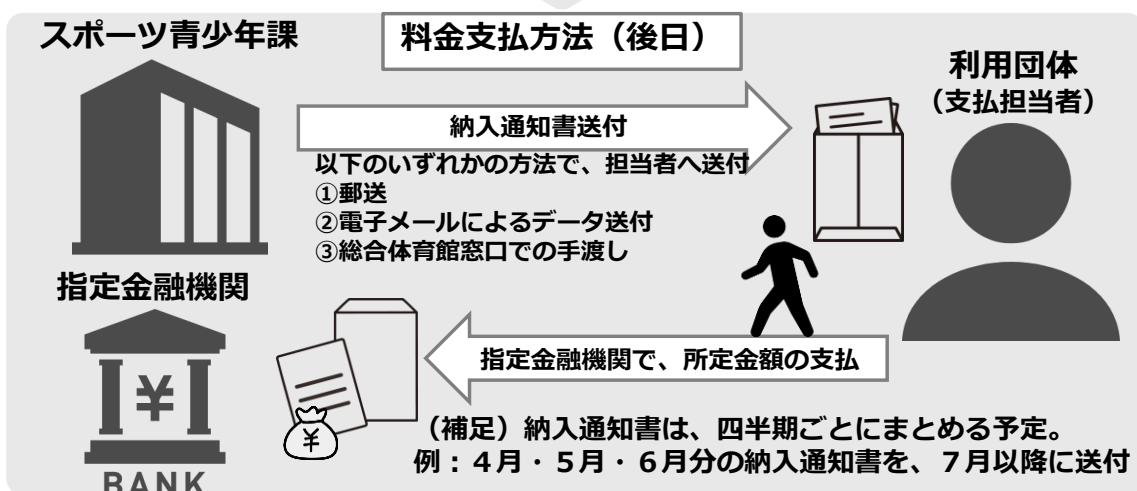 スポーツ青少年課
料金支払方法（後日）
利用団体
（支払担当者）
納入通知書送付
以下のいずれかの方法で、担当者へ送付
①郵送
②電子メールによるデータ送付
③総合体育館窓口での手渡し
指定金融機関
¥
BANK
¥
指定金融機関で、所定金額の支払
（補足）納入通知書は、四半期ごとにまとめる予定。
例：４月・５月・６月分の納入通知書を、７月以降に送付